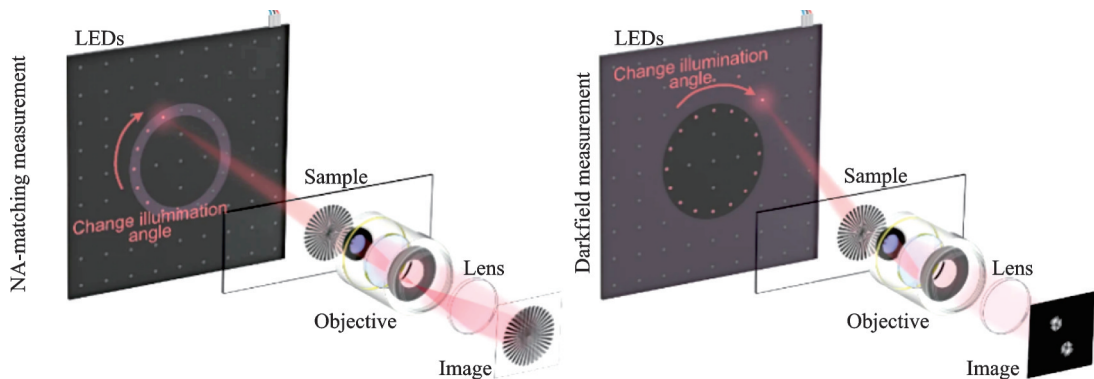 NA-matching measurement
LEDs
Change illumination
angle
Sample
Objective
Lens
Image
Darkfield measurement
LEDs
Change illumination
angle
Sample
Objective
Lens
Image